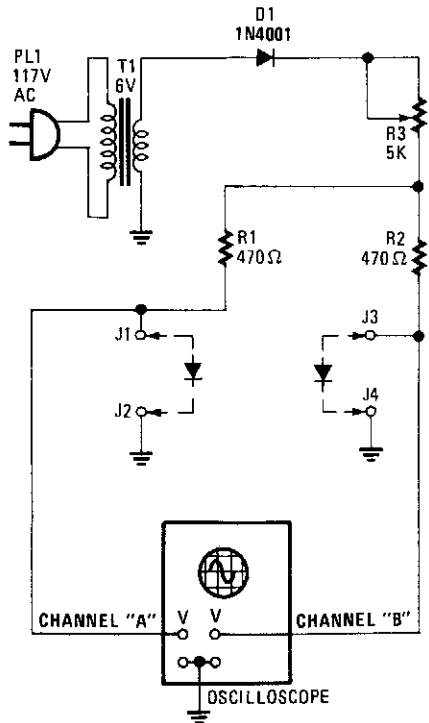 D1
1N4001
PL1
117V
AC
T1
6V
R3
5K
R1
470Ω
R2
470Ω
J1
J3
J2
J4
V V
CHANNEL "A"
CHANNEL "B"
OSCILLOSCOPE